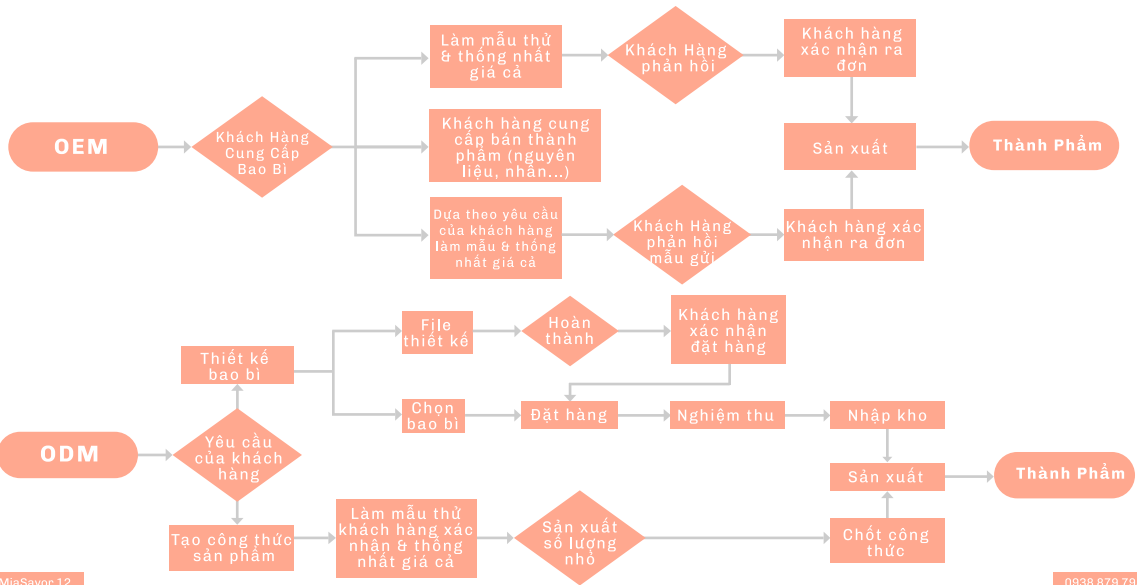 OEM
Khách Hàng
Cung Cấp
Bao Bì
Làm mẫu thử
& thống nhất
giá cả
Khách Hàng
phản hồi
Khách hàng
xác nhận ra
đơn
Khách hàng cung
cấp bán thành
phẩm (nguyên
liệu, nhân...)
Sản xuất
Thành Phẩm
Dựa theo yêu cầu
của khách hàng
làm mẫu & thống
nhất giá cả
Khách Hàng
phản hồi
mẫu gửi
Khách hàng xác
nhận ra đơn
ODM
Yêu cầu
của khách
hàng
Thiết kế
bao bì
File
thiết kế
Hoàn
thành
Khách hàng
xác nhận
đặt hàng
Chọn
bao bì
Đặt hàng
Nghiệm thu
Nhập kho
Sản xuất
Thành Phẩm
Tạo công thức
sản phẩm
Làm mẫu thử
khách hàng xác
nhận & thống
nhất giá cả
Sản xuất
số lượng
nhỏ
Chốt công
thức
MiaSavor 12
0938 879 79